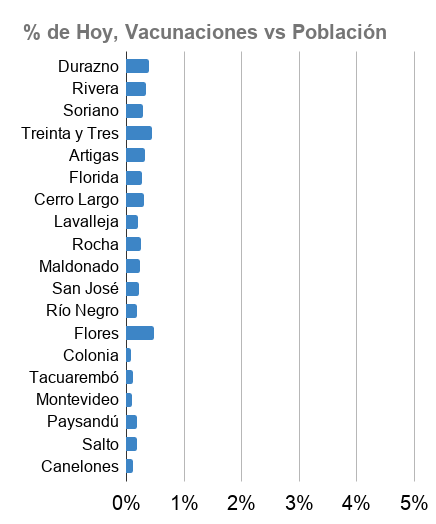 % de Hoy, Vacunaciones vs Población
Durazno
Rivera
Soriano
Treinta y Tres
Artigas
Florida
Cerro Largo
Lavalleja
Rocha
Maldonado
San José
Río Negro
Flores
Colonia
Tacuarembó
Montevideo
Paysandú
Salto
Canelones
0% 1% 2% 3% 4% 5%